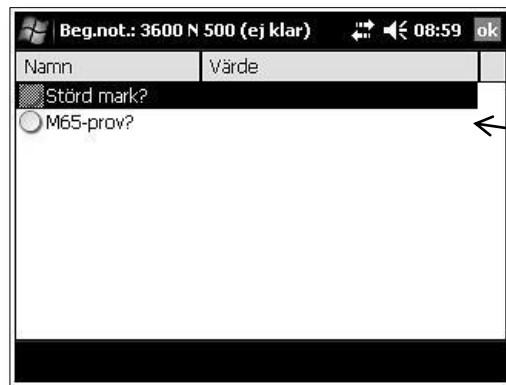 Beg.not.: 3600 N 500 (ej klar) 08:59 ok
Namn Värde
Störd mark?
M65-prov?